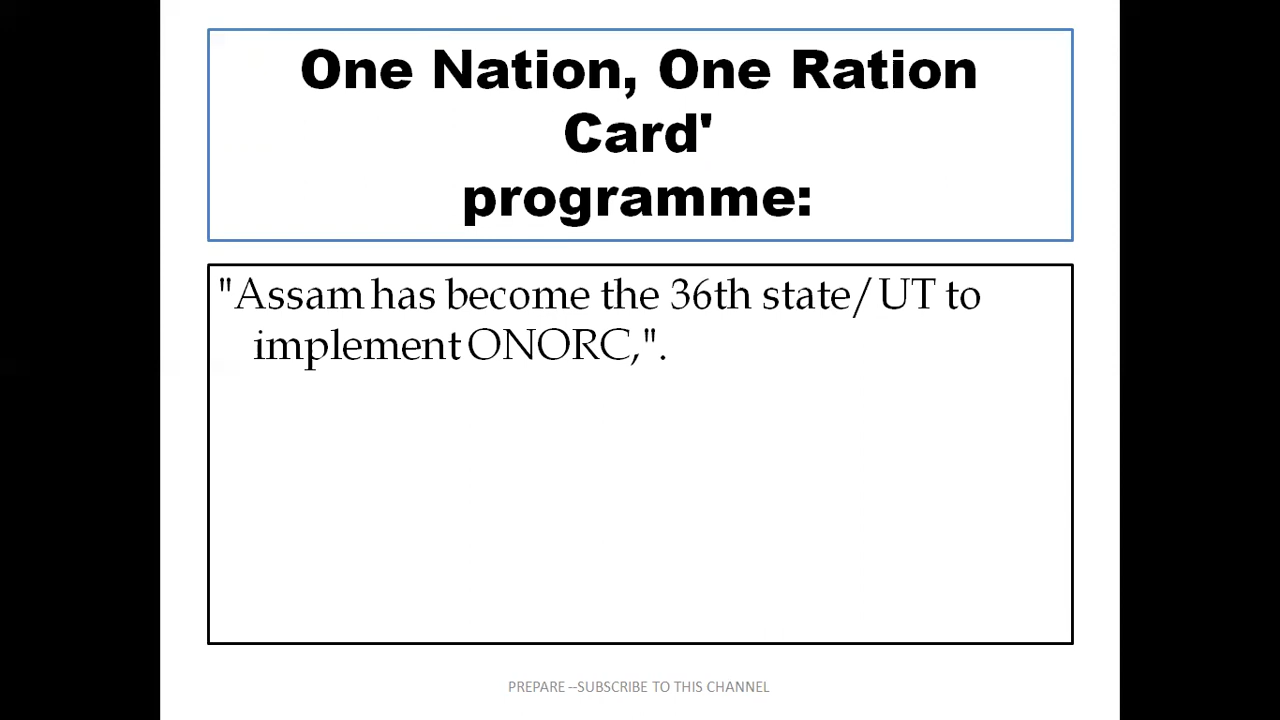 One Nation, One Ration
Card'
programme:
"Assam has become the 36th state/ UT to
implement ONORC,".
PREPARE --SUBSCRIBE TO THIS CHANNEL